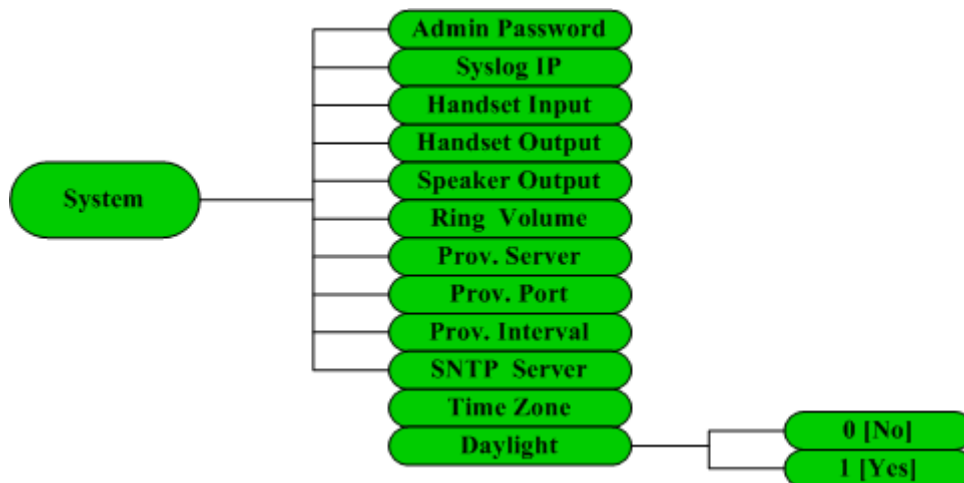 System
Admin Password
Syslog IP
Handset Input
Handset Output
Speaker Output
Ring Volume
Prov. Server
Prov. Port
Prov. Interval
SNTP Server
Time Zone
Daylight
0 [No]
1 [Yes]